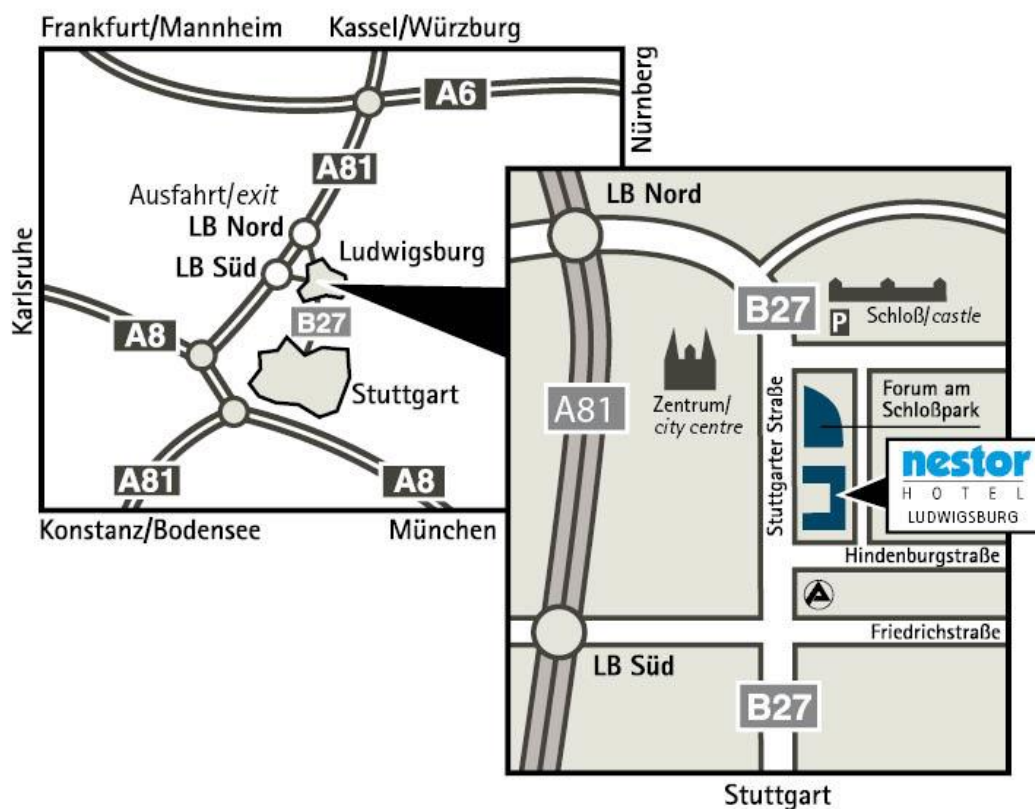 Frankfurt/Mannheim
Kassel/Würzburg
Nürnberg
Karlsruhe
A6
A81
Ausfahrt/exit
LB Nord
LB Süd
Ludwigsburg
B27
A8
Stuttgart
A81
A8
Konstanz/Bodensee
München
LB Nord
B27
P
Schloß/castle
A81
Zentrum/
city centre
Stuttgarter Straße
Forum am
Schloßpark
nestor
HOTEL
LUDWIGSBURG
Hindenburgstraße
Friedrichstraße
LB Süd
B27
Stuttgart